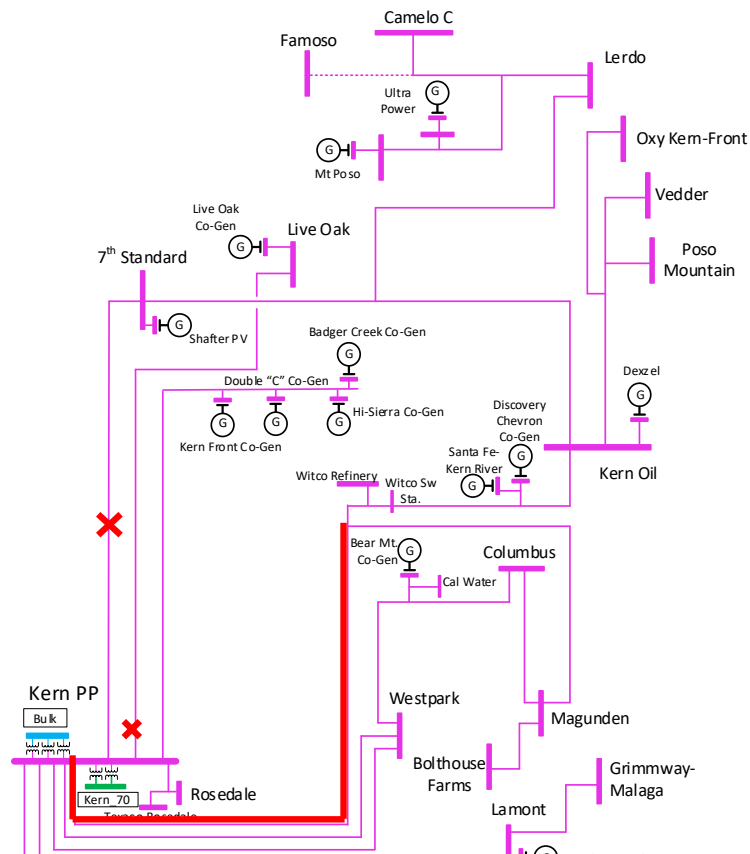 Camelo C
Famoso
Lerdo
Ultra
Power
G
Oxy Kern-Front
G
Mt Poso
Vedder
Live Oak
Co-Gen
Live Oak
G
Poso
Mountain
7th Standard
G
Shafter PV
Badger Creek Co-Gen
G
Dexzel
Double “C” Co-Gen
G
Hi-Sierra Co-Gen
Discovery
Chevron
Co-Gen
G
G
G
Kern Front Co-Gen
Santa Fe-
Kern River
G
G
Kern Oil
Witco Refinery
Witco Sw
Sta.
Bear Mt.
Co-Gen
G
Columbus
Cal Water
Kern PP
Bulk
Westpark
Magunden
Bolthouse
Farms
Grimmway-
Malaga
Kern_70
Rosedale
Texaco Rosedale
Lamont
G